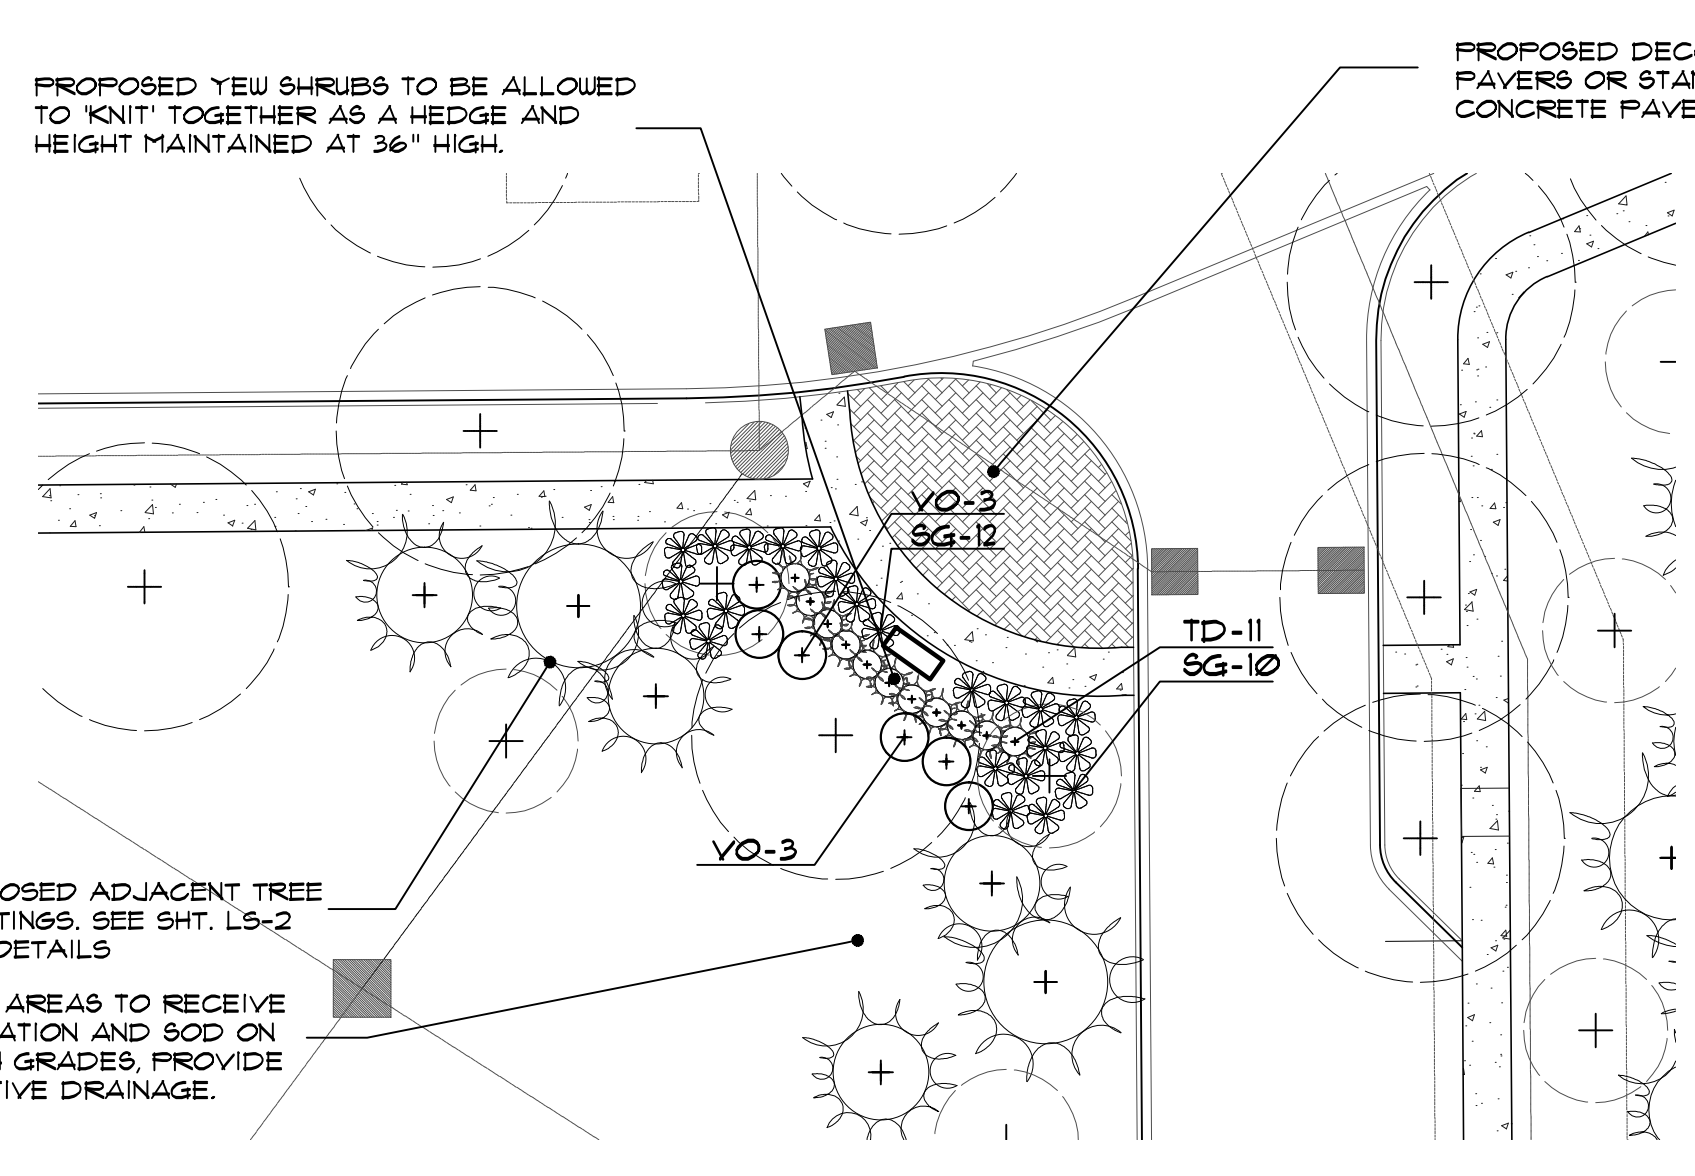 PROPOSED YEW SHRUBS TO BE ALLOWED
TO 'KNIT' TOGETHER AS A HEDGE AND
HEIGHT MAINTAINED AT 36" HIGH.
PROPOSED
PAVERS OR
CONCRETE
VO-3
SG-12
TD-11
SG-10
VO-3
ADJACENT TREE
SEE SHT. LS-2
DETAILS
AREAS TO RECEIVE
AND SOD ON
GRADES, PROVIDE
DRAINAGE.